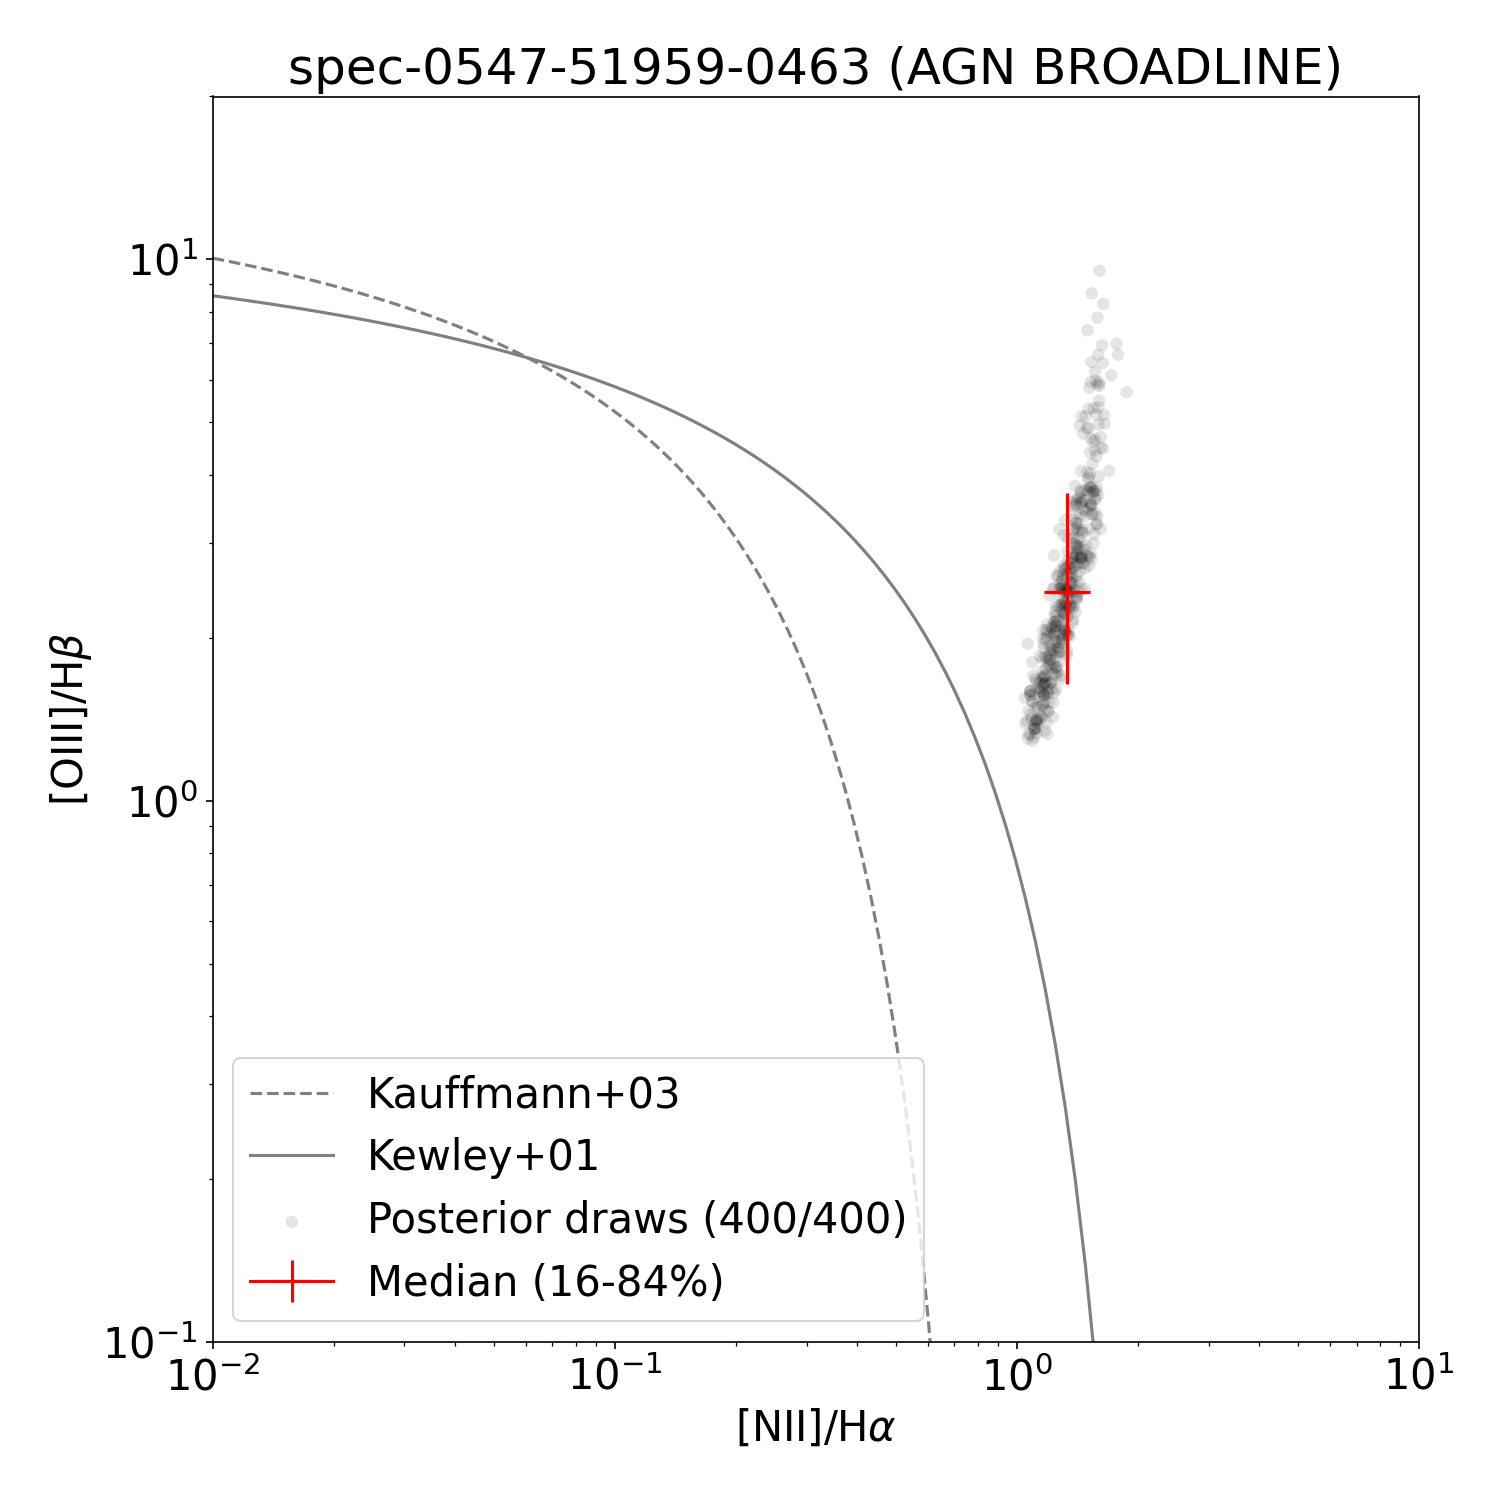 spec-0547-51959-0463 (AGN BROADLINE)
10¹
10⁰
10⁻¹
[OIII]/Hβ
Kauffmann+03
Kewley+01
Posterior draws (400/400)
Median (16-84%)
10⁻² 10⁻¹ 10⁰ 10¹
[NII]/Hα